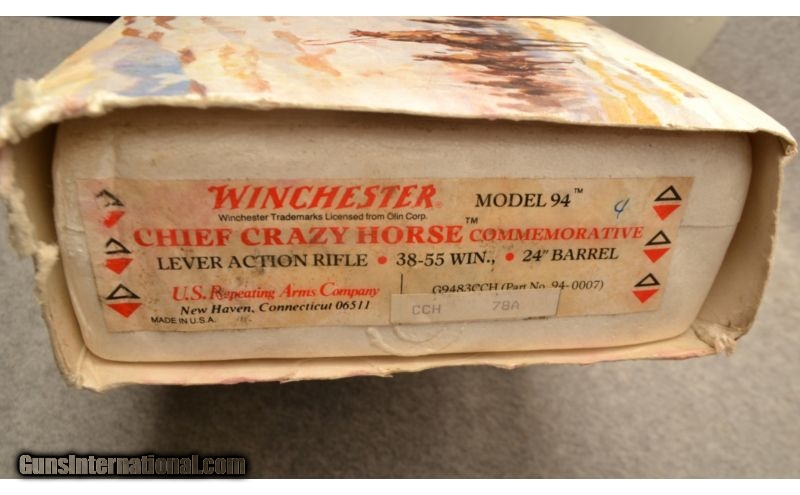 WINCHESTER® MODEL 94™ 4
Winchester Trademarks Licensed from Olin Corp.
CHIEF CRAZY HORSE™ COMMEMORATIVE
LEVER ACTION RIFLE • 38-55 WIN., • 24" BARREL
U.S. Repeating Arms Company G9483CCH (Part No. 94-0007)
New Haven, Connecticut 06511 CCH 78A
MADE IN U.S.A.
GunsInternational.com